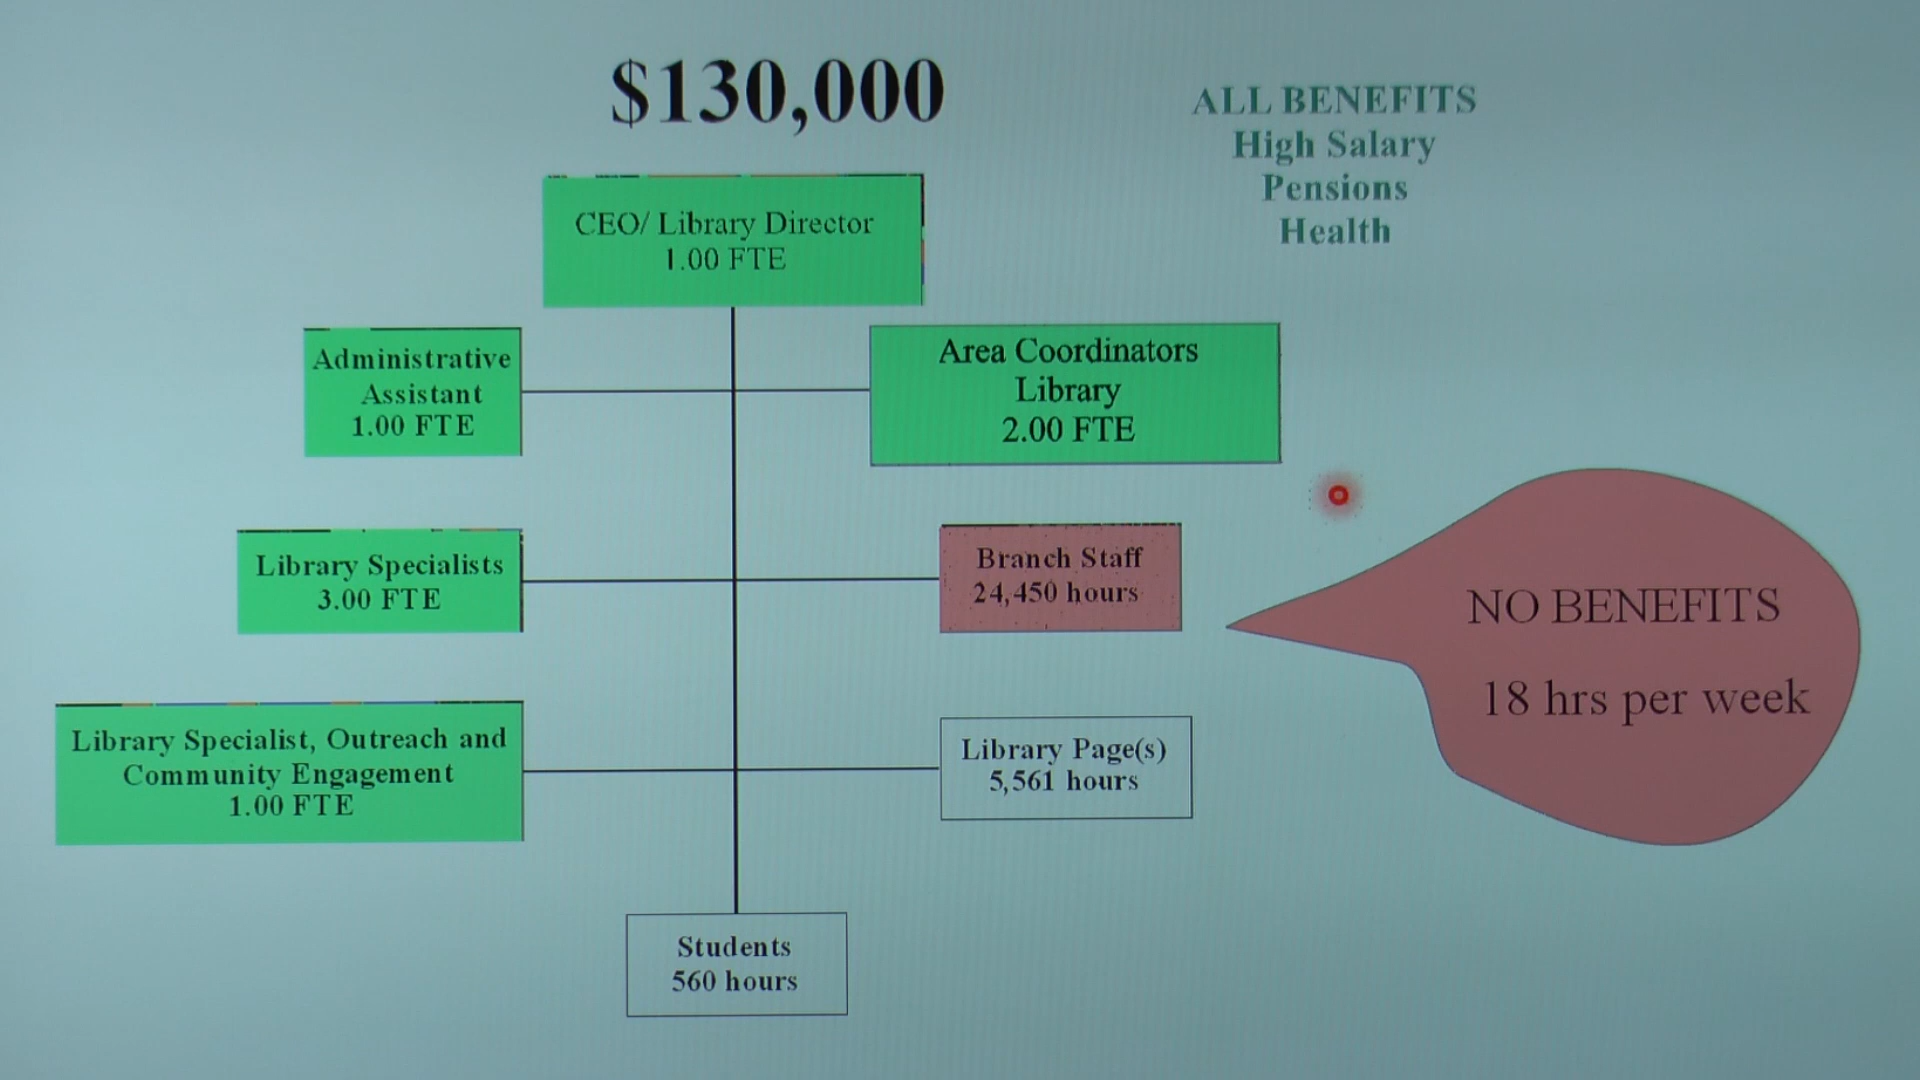 $130,000
ALL BENEFITS
High Salary
Pensions
Health
CEO/ Library Director
1.00 FTE
Administrative
Assistant
1.00 FTE
Area Coordinators
Library
2.00 FTE
Library Specialists
3.00 FTE
Branch Staff
24,450 hours
NO BENEFITS
18 hrs per week
Library Specialist, Outreach and
Community Engagement
1.00 FTE
Library Page(s)
5,561 hours
Students
560 hours